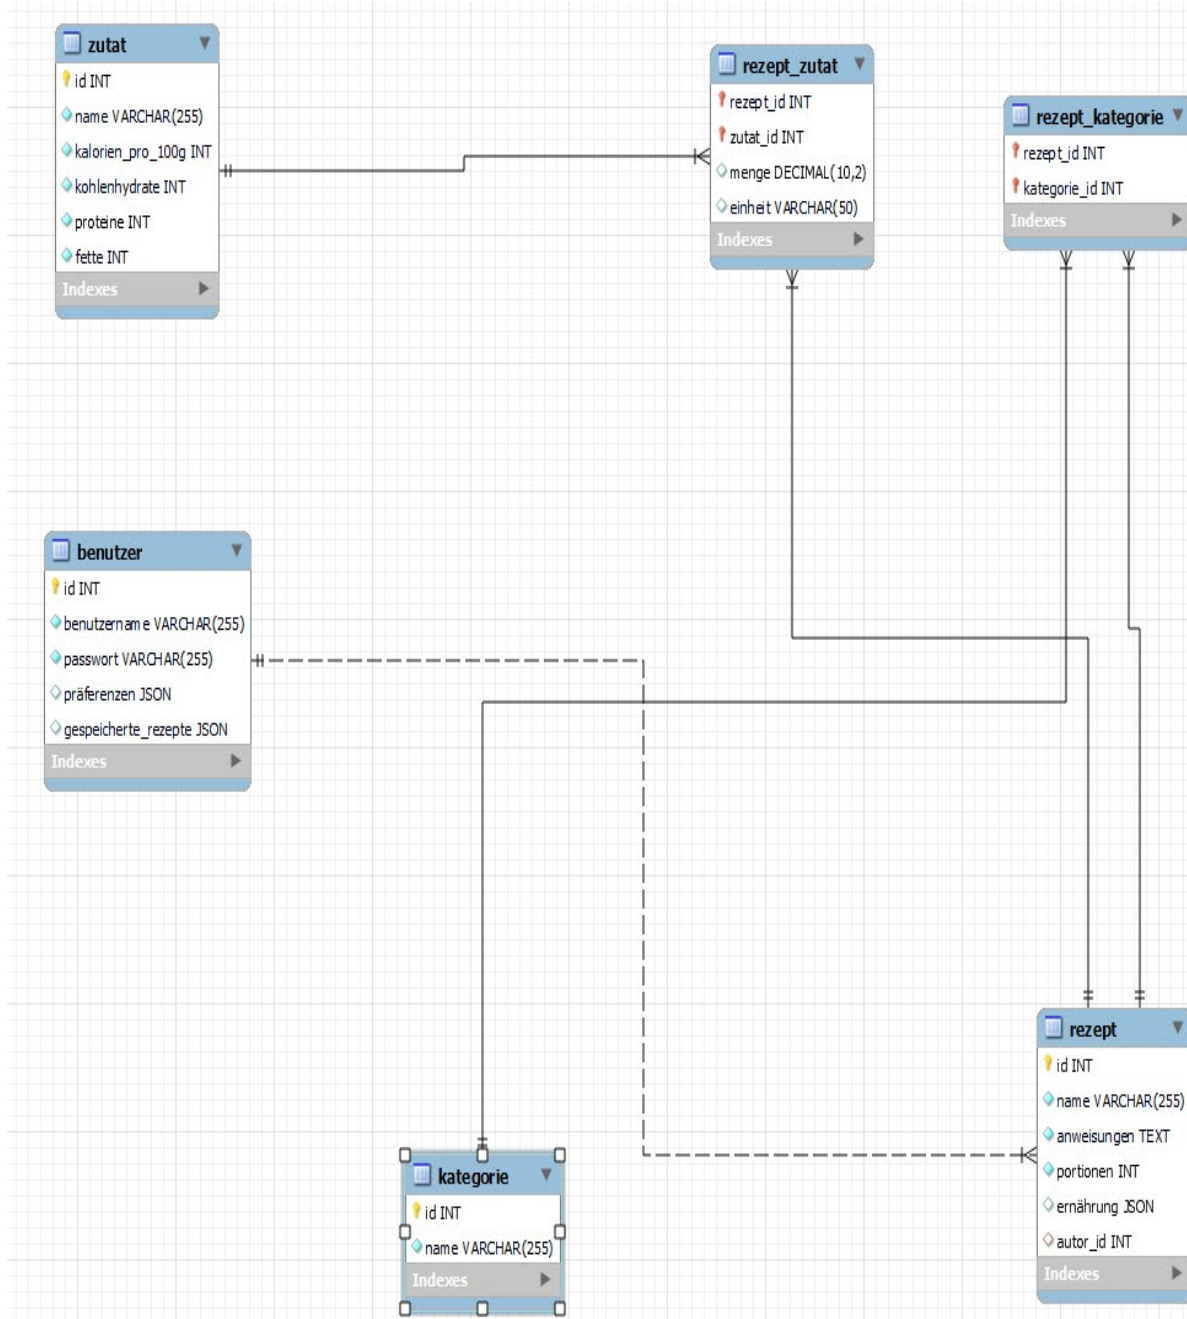 zutat
id INT
name VARCHAR(255)
kalorien_pro_100g INT
kohlenhydrate INT
proteine INT
fette INT
Indexes
rezept_zutat
rezept_id INT
zutat_id INT
menge DECIMAL(10,2)
einheit VARCHAR(50)
Indexes
rezept_kategorie
rezept_id INT
kategorie_id INT
Indexes
benutzer
id INT
benutzername VARCHAR(255)
passwort VARCHAR(255)
präferenzen JSON
gespeicherte_rezepte JSON
Indexes
kategorie
id INT
name VARCHAR(255)
Indexes
rezept
id INT
name VARCHAR(255)
anweisungen TEXT
portionen INT
ernährung JSON
autor_id INT
Indexes